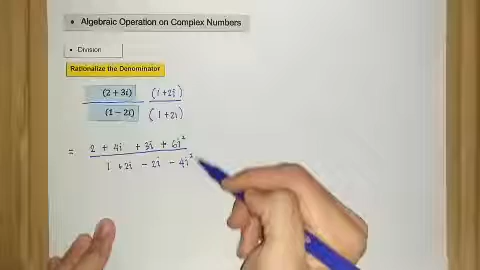 • Algebraic Operation on Complex Numbers
• Division
Rationalize the Denominator
(2 + 3i) (1+2i)
(1 − 2i) (1+2i)
= 2 + 4i + 3i + 6i²
1 + 2i − 2i − 4i²